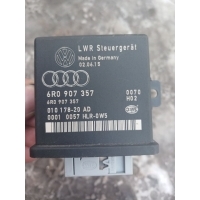 LWR Steuergerät
Made in Germany
02.04.15
6R0 907 357
6R0 907 357
010 178-20 AD
0001 0057 HLR-DWS
0070
H02